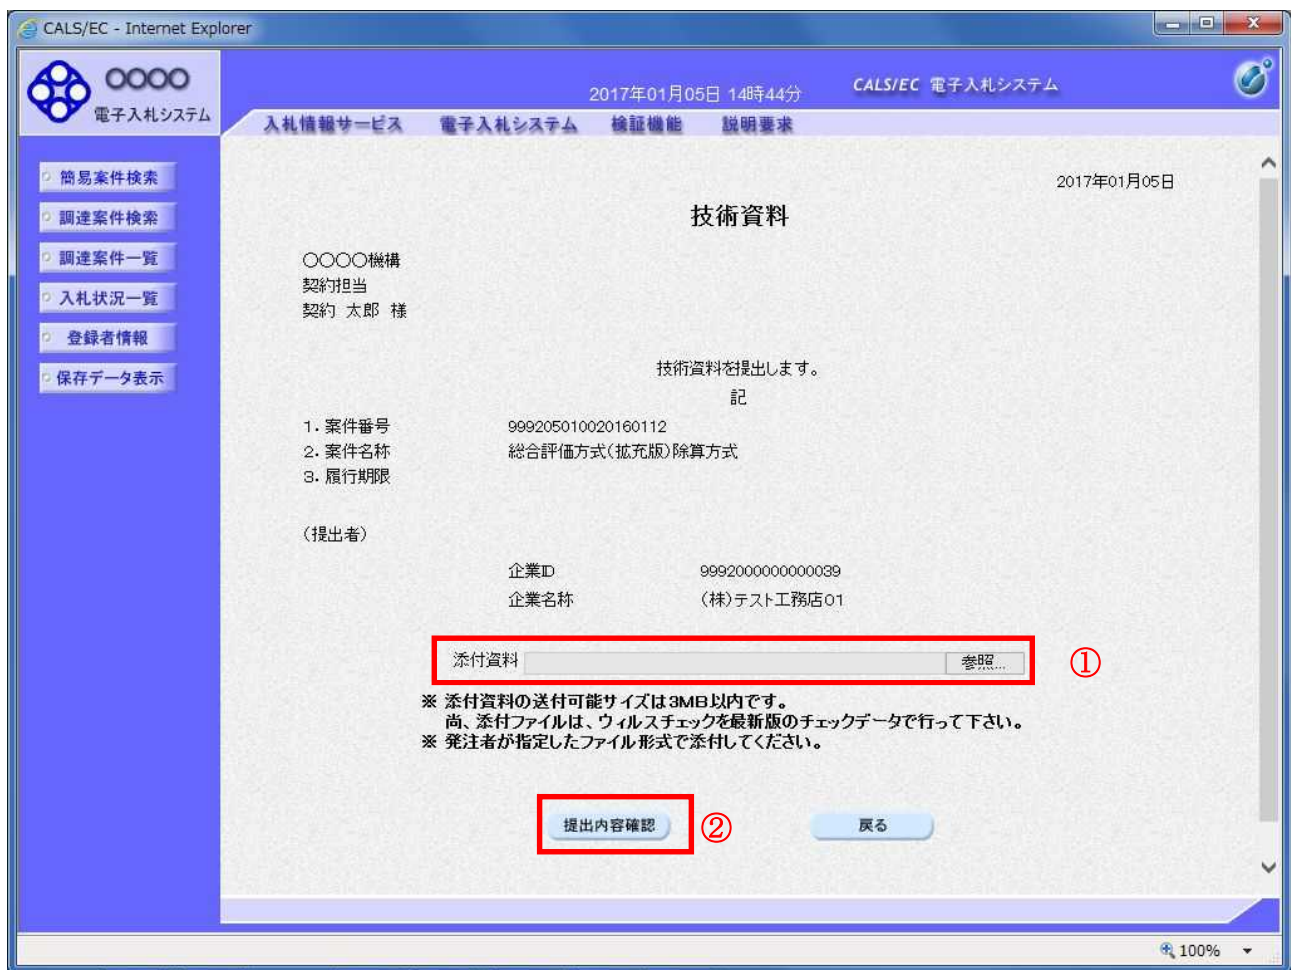 CALS/EC - Internet Explorer
OOOO
電子入札システム
2017年01月05日 14時44分
CALS/EC 電子入札システム
入札情報サービス 電子入札システム 検証機能 説明要求
簡易案件検索
調達案件検索
調達案件一覧
入札状況一覧
登録者情報
保存データ表示
2017年01月05日
技術資料
〇〇〇〇機構
契約担当
契約 太郎 様
技術資料を提出します。
記
1.案件番号 999205010020160112
2.案件名称 総合評価方式(拡充版)除算方式
3.履行期限
(提出者)
企業ID 9992000000000039
企業名称 (株)テスト工務店01
添付資料 参照...
①
※ 添付資料の送付可能サイズは3MB以内です。
尚、添付ファイルは、ウィルスチェックを最新版のチェックデータで行って下さい。
※ 発注者が指定したファイル形式で添付してください。
提出内容確認
②
戻る
100%